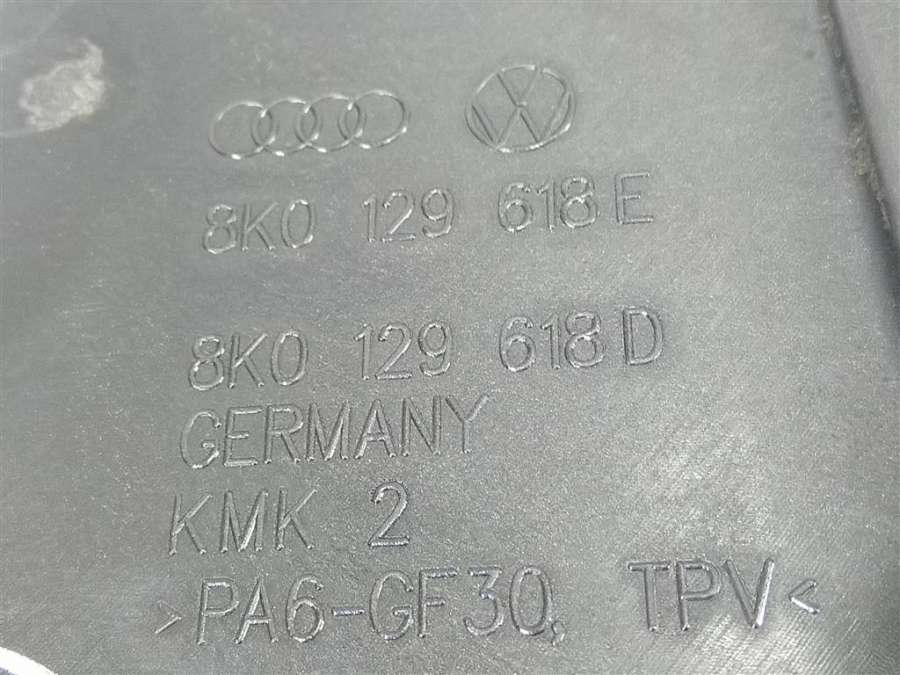 8K0 129 618 E
8K0 129 618 D
GERMANY
KMK 2
>PA6-GF30, TPV<